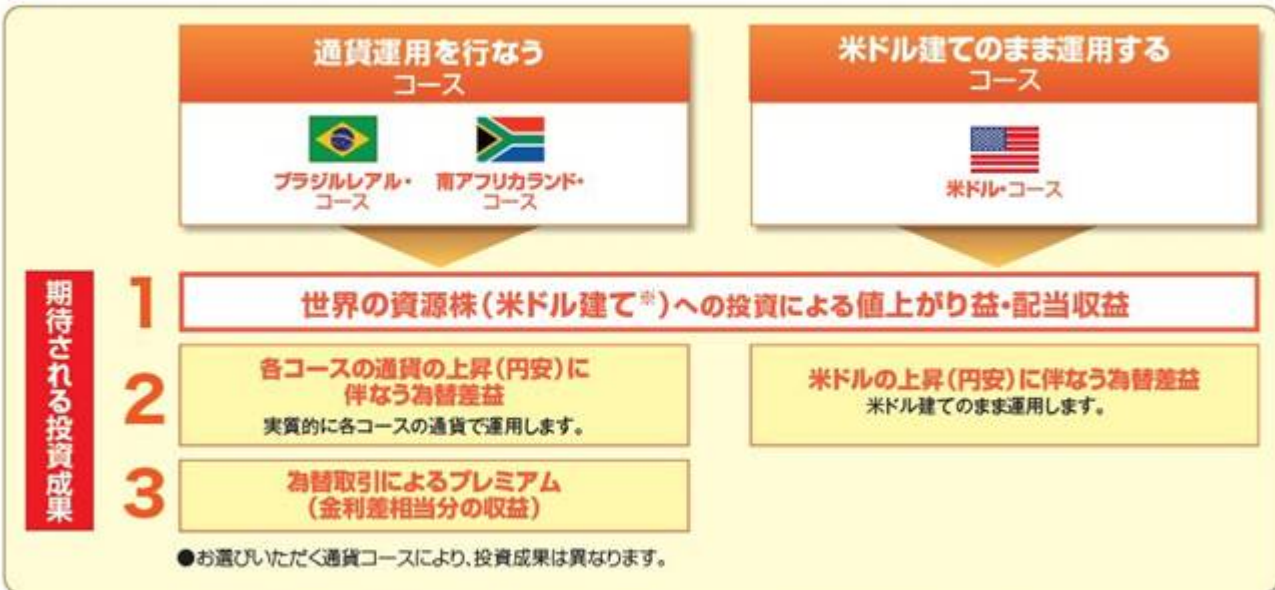 通貨運用を行なう
コース
ブラジルレアル・
コース
南アフリカランド・
コース
米ドル建てのまま運用する
コース
米ドル・コース
期待される投資成果
1
世界の資源株(米ドル建て※)への投資による値上がり益・配当収益
2
各コースの通貨の上昇(円安)に
伴なう為替差益
実質的に各コースの通貨で運用します。
米ドルの上昇(円安)に伴なう為替差益
米ドル建てのまま運用します。
3
為替取引によるプレミアム
(金利差相当分の収益)
●お選びいただく通貨コースにより、投資成果は異なります。